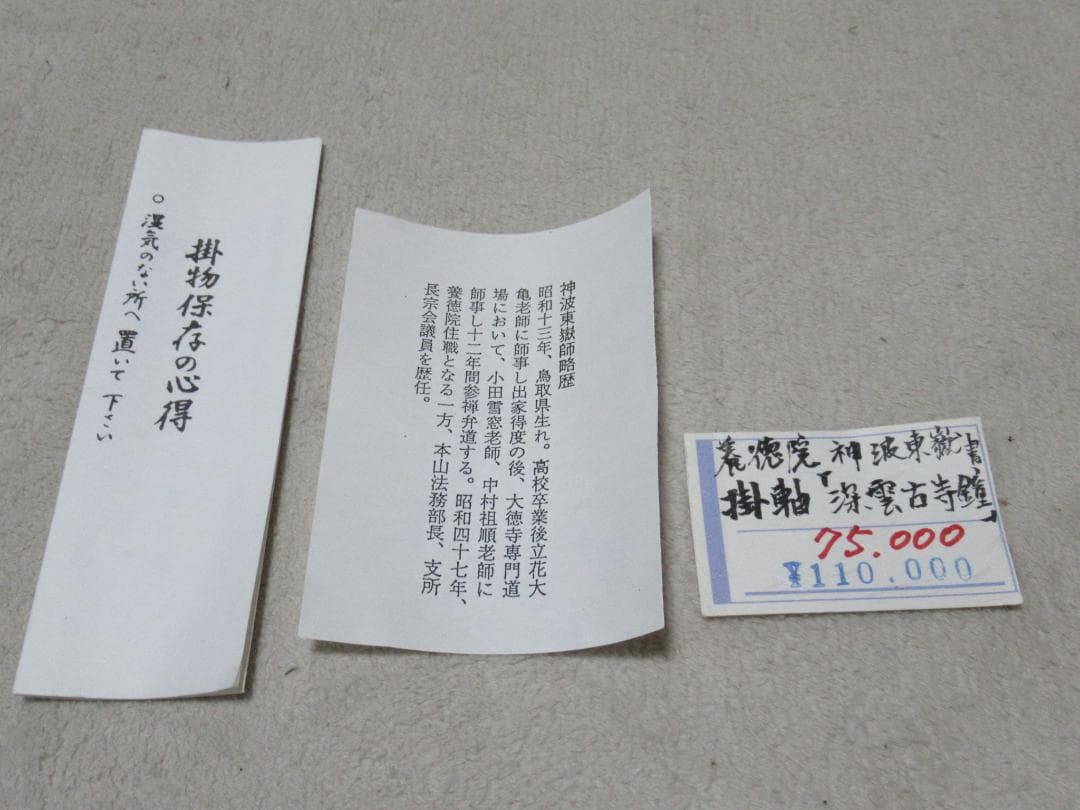 掛物保存の心得
○ 湿気のない所へ 置いて 下さい
神波東嶽師略歴
昭和十三年、鳥取県生れ。高校卒業後立花大
亀老師に師事し出家得度の後、大徳寺専門道
場において、小田雪窓老師、中村祖順老師に
師事し十二年間参禅弁道する。昭和四十七年、
養徳院住職となる一方、本山法務部長、支所
長宗会議員を歴任。
養徳院 神波東嶽書
掛軸「深雲古寺鐘」
75.000
¥110.000